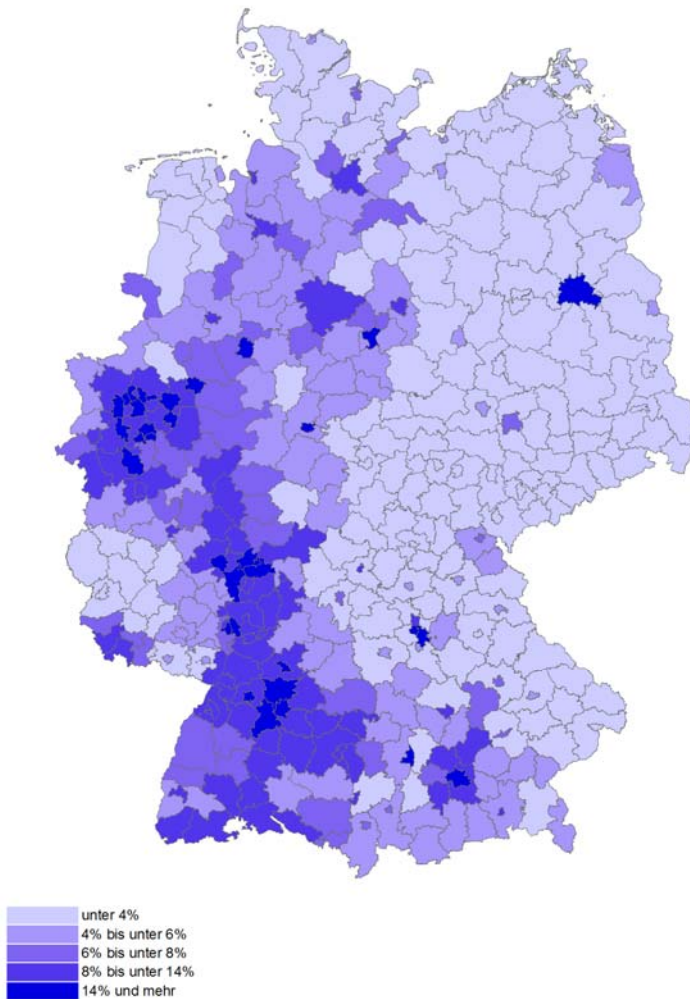 unter 4%
4% bis unter 6%
6% bis unter 8%
8% bis unter 14%
14% und mehr